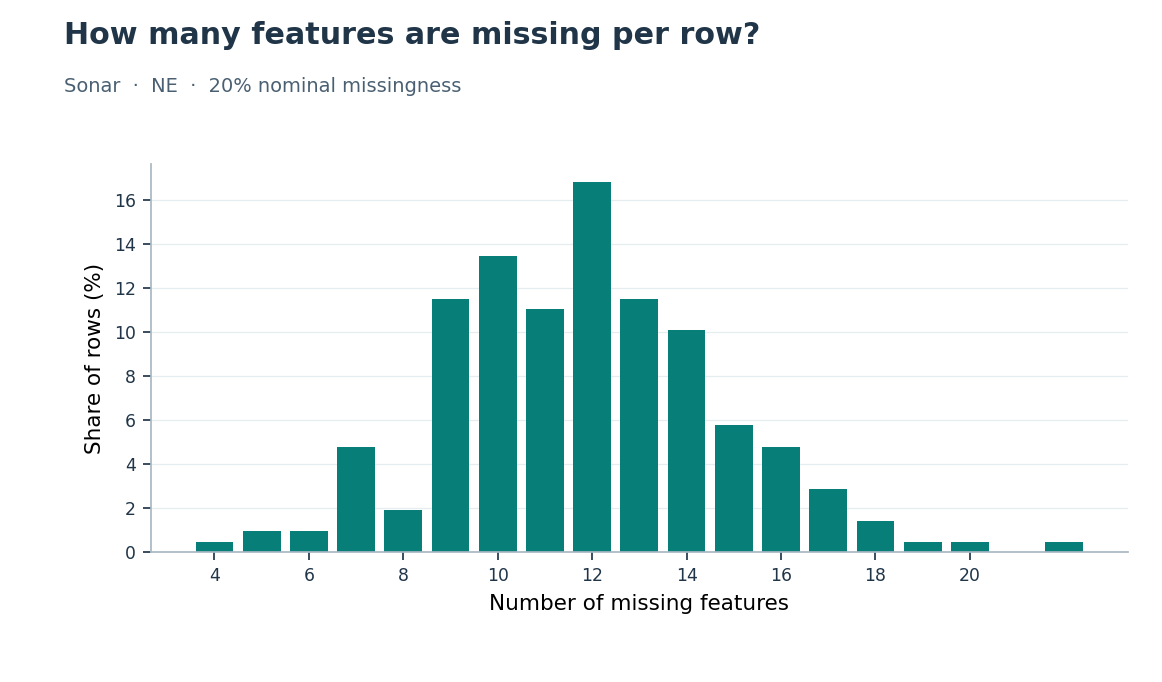 How many features are missing per row?
Sonar · NE · 20% nominal missingness
16
14
12
10
8
6
4
2
0
Share of rows (%)
4 6 8 10 12 14 16 18 20
Number of missing features